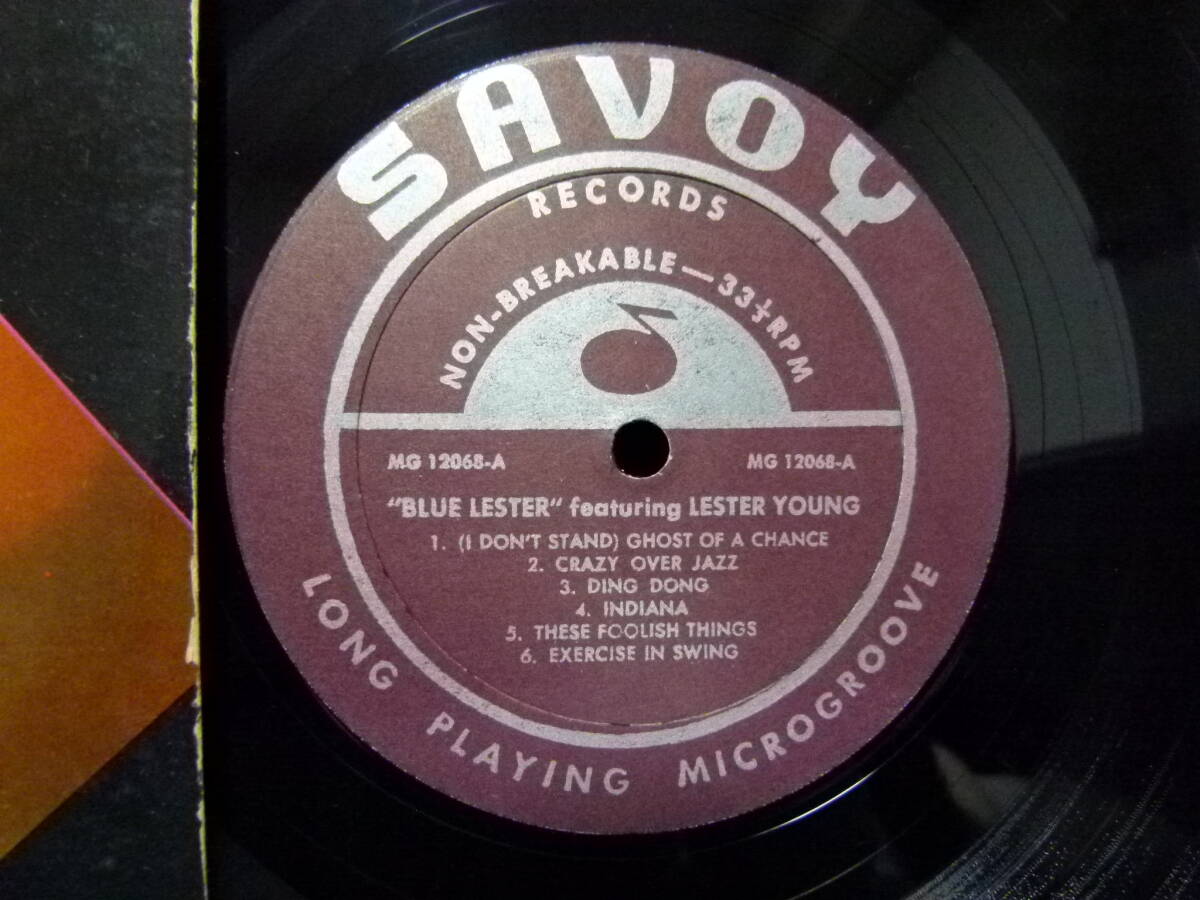 SAVOY
RECORDS
NON-BREAKABLE—33⅓RPM
MG 12068-A MG 12068-A
"BLUE LESTER" featuring LESTER YOUNG
1. (I DON'T STAND) GHOST OF A CHANCE
2. CRAZY OVER JAZZ
3. DING DONG
4. INDIANA
5. THESE FOOLISH THINGS
6. EXERCISE IN SWING
LONG PLAYING MICROGROOVE